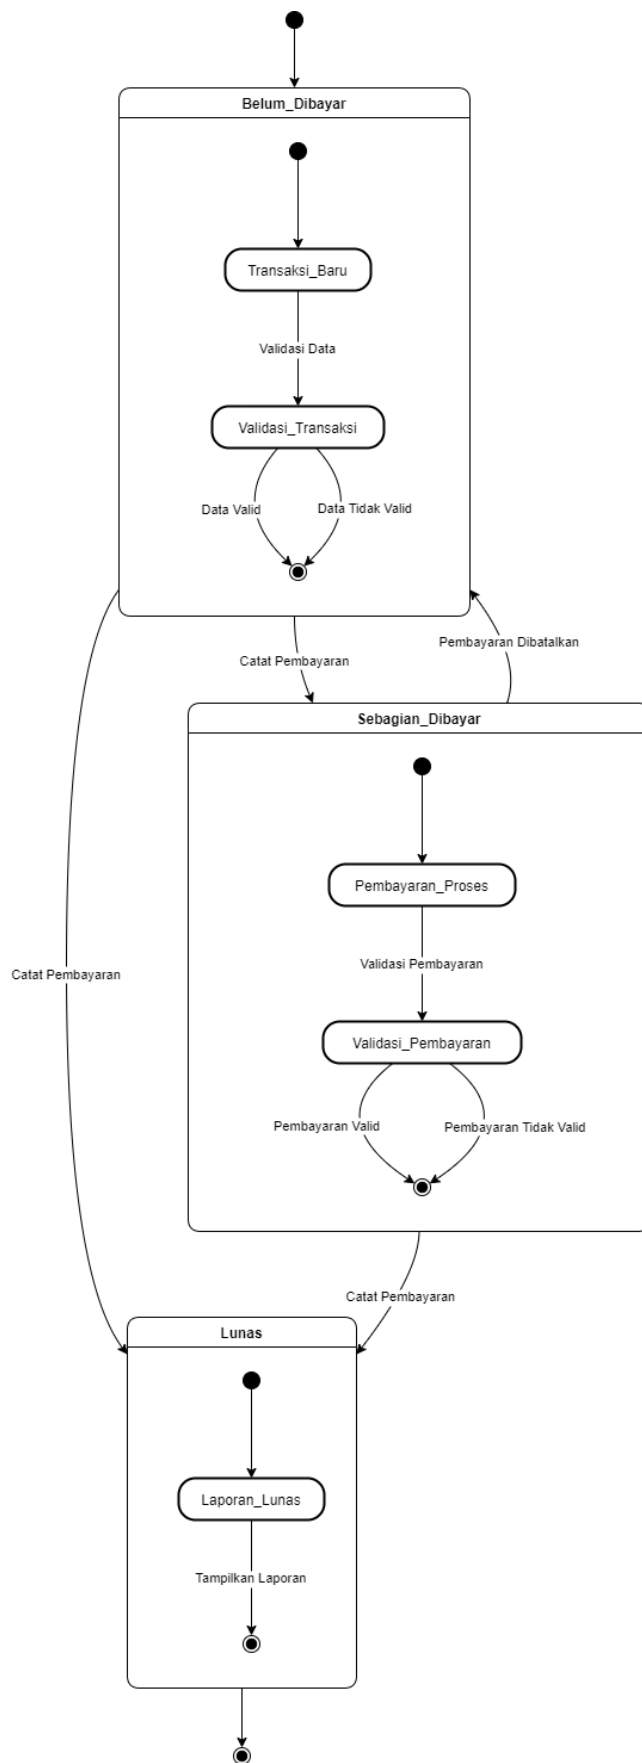 Belum_Dibayar
Transaksi_Baru
Validasi Data
Validasi_Transaksi
Data Valid
Data Tidak Valid
Catat Pembayaran
Pembayaran Dibatalkan
Sebagian_Dibayar
Pembayaran_Proses
Validasi Pembayaran
Catat Pembayaran
Validasi_Pembayaran
Pembayaran Valid
Pembayaran Tidak Valid
Catat Pembayaran
Lunas
Laporan_Lunas
Tampilkan Laporan